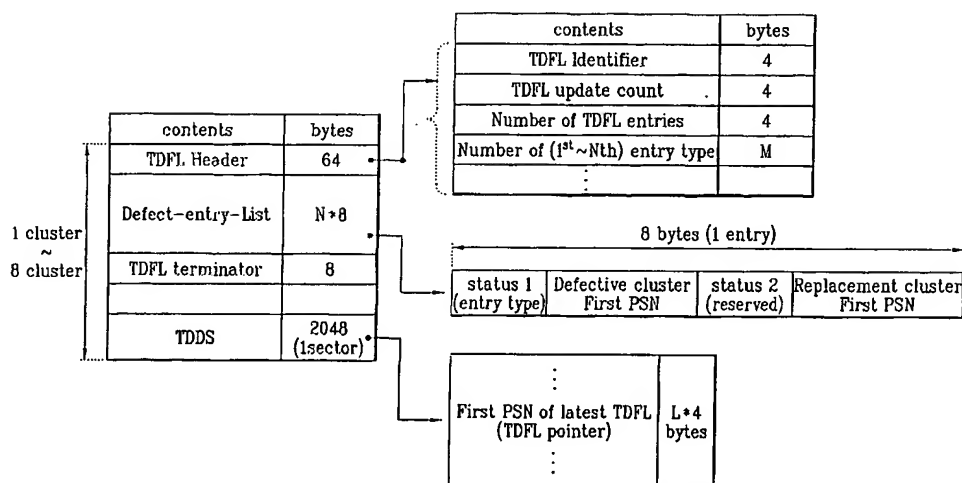 contents bytes
TDFL Identifier 4
TDFL update count 4
Number of TDFL entries 4
Number of (1st~Nth) entry type M
⋮
contents bytes
TDFL Header 64
Defect-entry-List N*8
TDFL terminator 8
TDDS 2048
(1sector)
1 cluster
~
8 cluster
8 bytes (1 entry)
status 1 Defective cluster status 2 Replacement cluster
(entry type) First PSN (reserved) First PSN
⋮
First PSN of latest TDFL L*4
(TDFL pointer) bytes
⋮